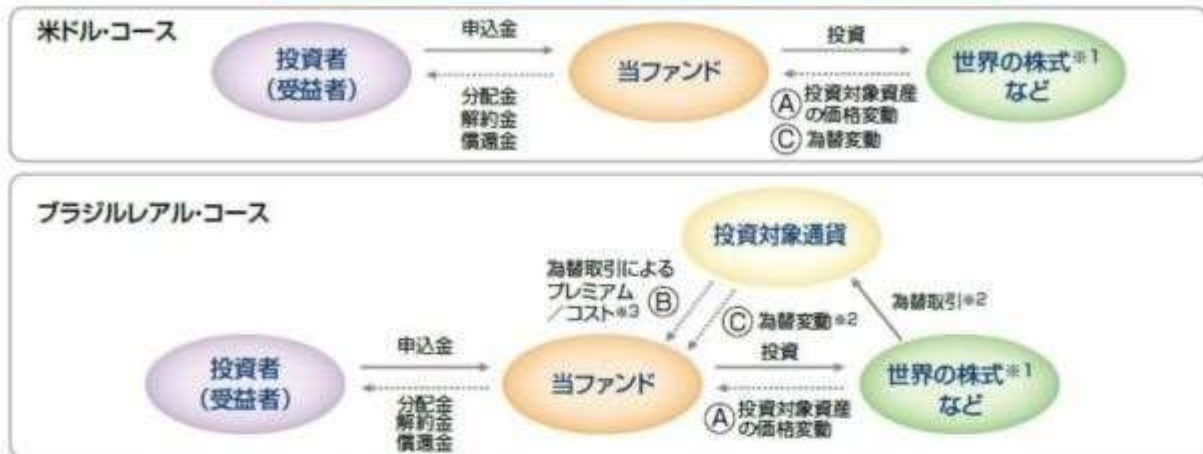 米ドル・コース
投資者
(受益者)
申込金
分配金
解約金
償還金
当ファンド
投資
Ⓐ 投資対象資産
の価格変動
Ⓒ 為替変動
世界の株式※1
など
ブラジルレアル・コース
投資対象通貨
為替取引による
プレミアム
/コスト※3 Ⓑ
Ⓒ 為替変動※2
為替取引※2
投資者
(受益者)
申込金
分配金
解約金
償還金
当ファンド
投資
Ⓐ 投資対象資産
の価格変動
世界の株式※1
など